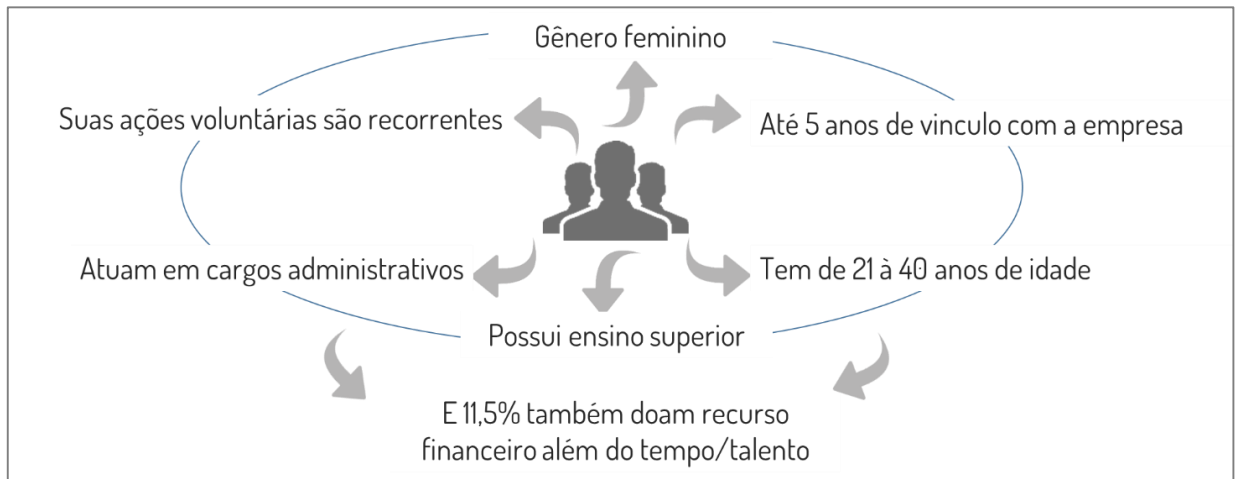 Gênero feminino
Suas ações voluntárias são recorrentes
Até 5 anos de vinculo com a empresa
Atuam em cargos administrativos
Tem de 21 à 40 anos de idade
Possui ensino superior
E 11,5% também doam recurso
financeiro além do tempo/talento